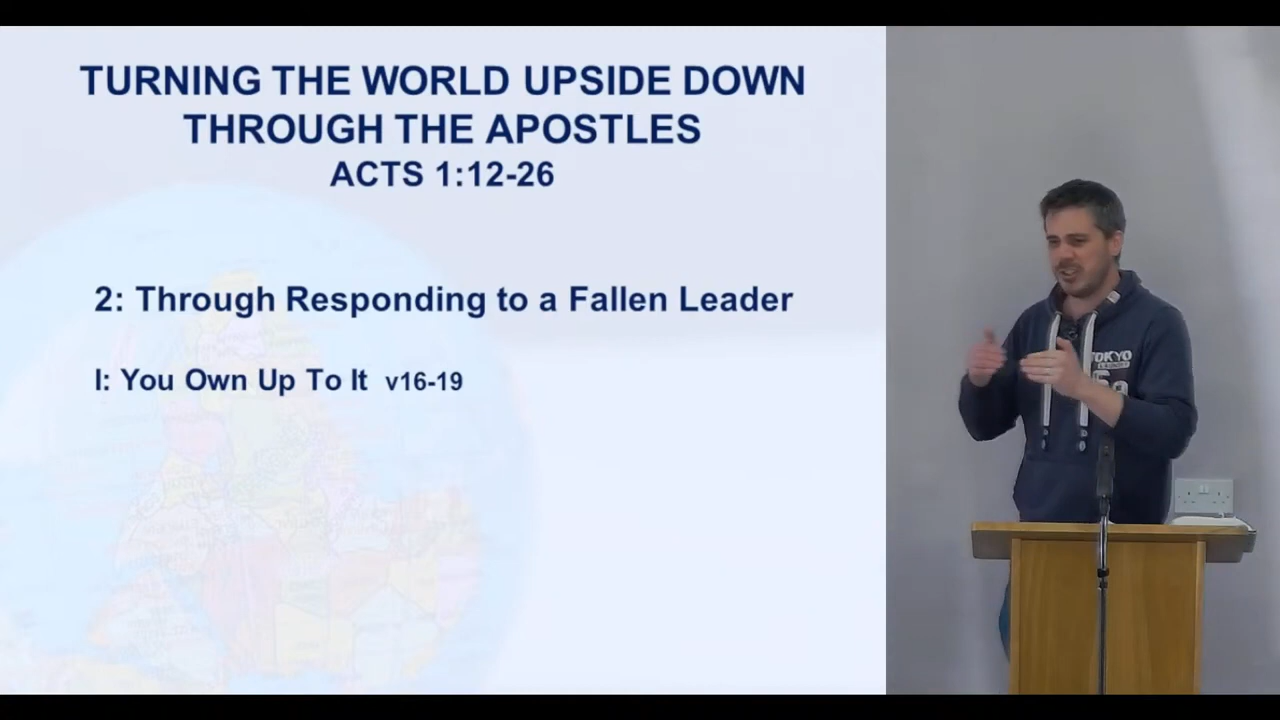 TURNING THE WORLD UPSIDE DOWN
THROUGH THE APOSTLES
ACTS 1:12-26
2: Through Responding to a Fallen Leader
I: You Own Up To It v16-19
TOKYO
LAUNDRY